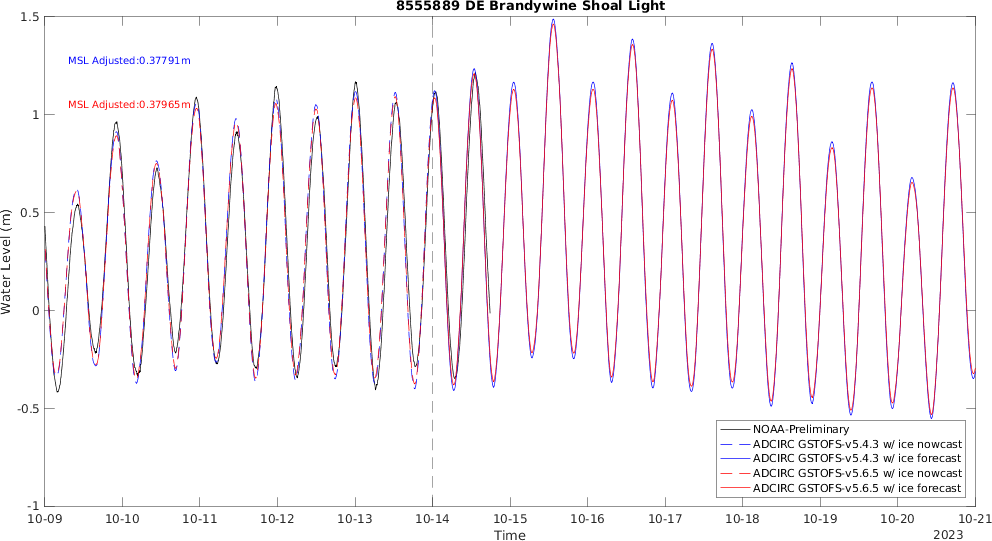 8555889 DE Brandywine Shoal Light
1.5
MSL Adjusted:0.37791m
MSL Adjusted:0.37965m
1
0.5
Water Level (m)
0
-0.5
NOAA-Preliminary
ADCIRC GSTOFS-v5.4.3 w/ ice nowcast
ADCIRC GSTOFS-v5.4.3 w/ ice forecast
ADCIRC GSTOFS-v5.6.5 w/ ice nowcast
ADCIRC GSTOFS-v5.6.5 w/ ice forecast
-1
10-09 10-10 10-11 10-12 10-13 10-14 10-15 10-16 10-17 10-18 10-19 10-20 10-21
Time
2023